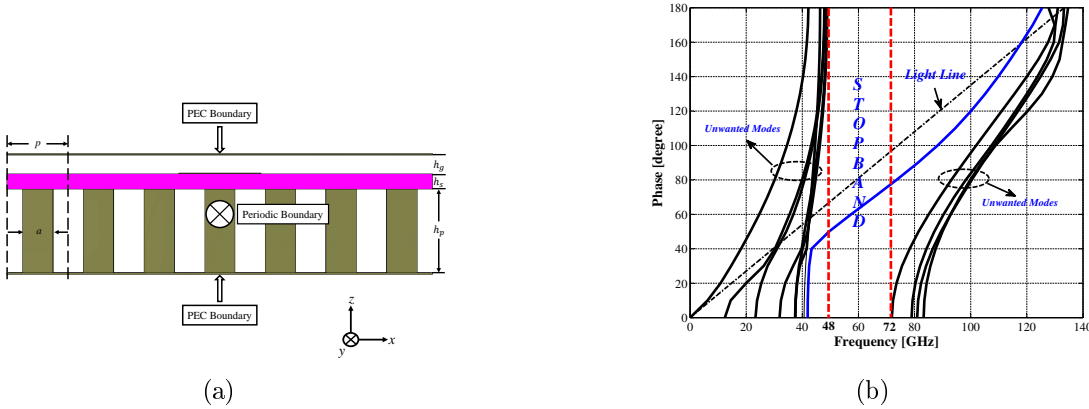 PEC Boundary
p
h_g
h_s
Periodic Boundary
a
h_p
PEC Boundary
z
x
y
(a)
180
160
140
120
100
80
60
40
20
0
Phase [degree]
Unwanted Modes
STOPBAND
Light Line
Unwanted Modes
0 20 40 48 60 72 80 100 120 140
Frequency [GHz]
(b)